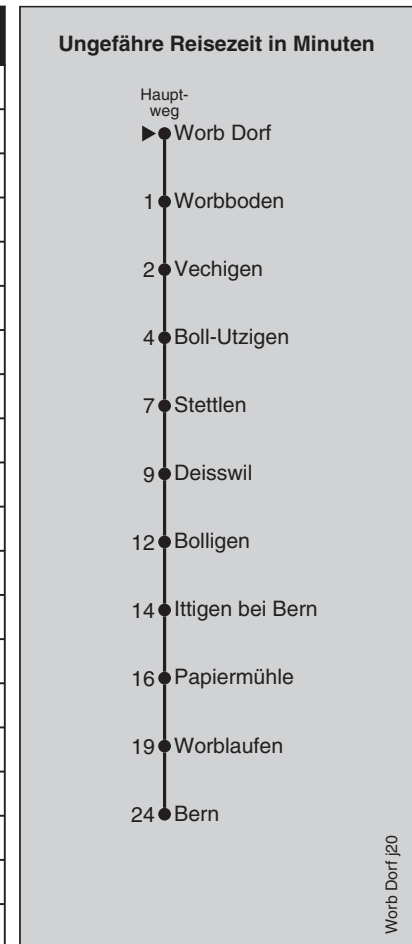 Ungefähre Reisezeit in Minuten
Haupt-
weg
Worb Dorf
1 Worbboden
2 Vechigen
4 Boll-Utzigen
7 Stettlen
9 Deisswil
12 Bolligen
14 Ittigen bei Bern
16 Papiermühle
19 Worblaufen
24 Bern
Worb Dorf j20